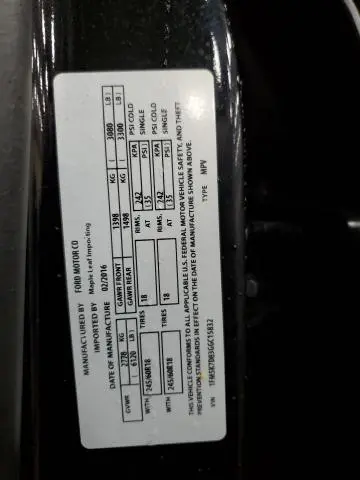 MANUFACTURED BY FORD MOTOR CO
IMPORTED BY Maple Leaf Importing
DATE OF MANUFACTURE 02/2016
GVWR 2778 KG GAWR FRONT 1398 KG ( 3080 LB )
6120 LB ) GAWR REAR 1498 KG ( 3300 LB )
WITH 245/60R18 TIRES 18 RIMS, AT 242 KPA ( 35 PSI ) PSI COLD SINGLE
WITH 245/60R18 TIRES 18 RIMS, AT 242 KPA ( 35 PSI ) PSI COLD SINGLE
THIS VEHICLE CONFORMS TO ALL APPLICABLE U.S. FEDERAL MOTOR VEHICLE SAFETY, AND THEFT
PREVENTION STANDARDS IN EFFECT ON THE DATE OF MANUFACTURE SHOWN ABOVE.
VIN 1FM5K7D83GGC15832 TYPE MPV